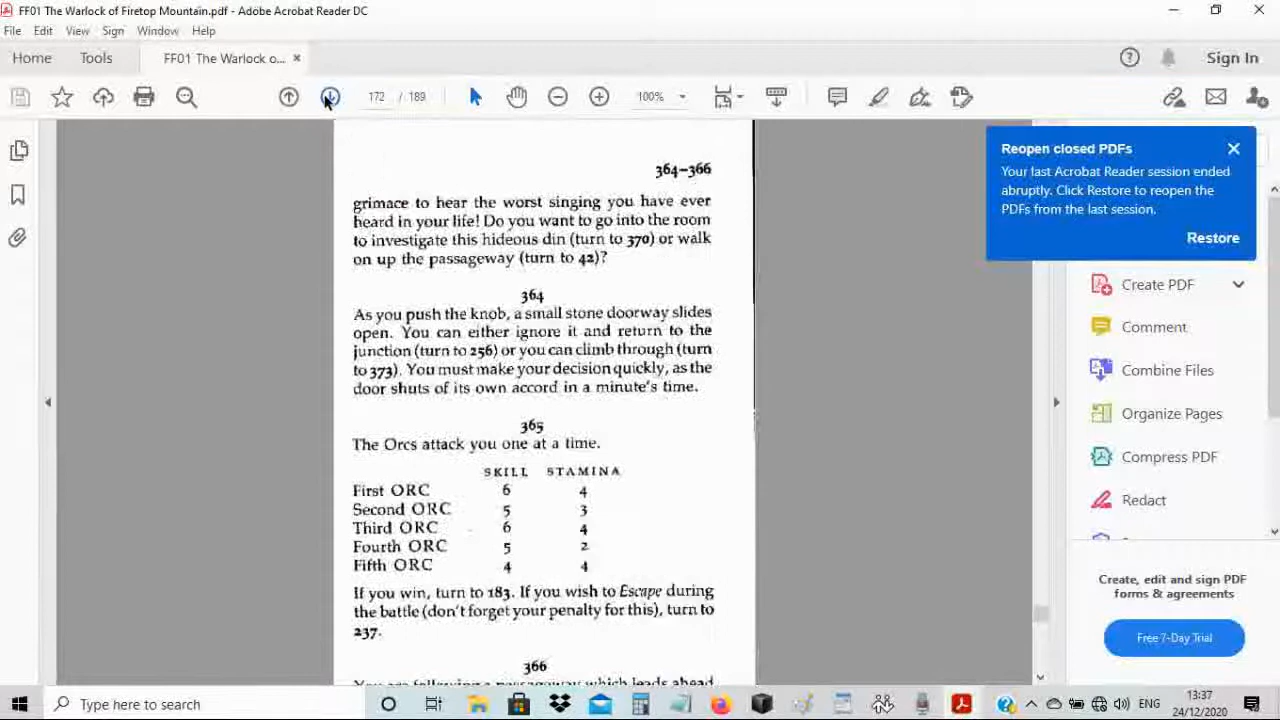 FF01 The Warlock of Firetop Mountain.pdf - Adobe Acrobat Reader DC
File Edit View Sign Window Help
Home Tools FF01 The Warlock o... × Sign In
172 / 189 100%
364–366
grimace to hear the worst singing you have ever
heard in your life! Do you want to go into the room
to investigate this hideous din (turn to 370) or walk
on up the passageway (turn to 42)?
364
As you push the knob, a small stone doorway slides
open. You can either ignore it and return to the
junction (turn to 256) or you can climb through (turn
to 373). You must make your decision quickly, as the
door shuts of its own accord in a minute's time.
365
The Orcs attack you one at a time.
SKILL STAMINA
First ORC 6 4
Second ORC 5 3
Third ORC 6 4
Fourth ORC 5 2
Fifth ORC 4 4
If you win, turn to 183. If you wish to Escape during
the battle (don't forget your penalty for this), turn to
237.
366
You are following a passageway which leads ahead
Reopen closed PDFs
Your last Acrobat Reader session ended
abruptly. Click Restore to reopen the
PDFs from the last session.
Restore
Create PDF
Comment
Combine Files
Organize Pages
Compress PDF
Redact
Create, edit and sign PDF
forms & agreements
Free 7-Day Trial
Type here to search
ENG
13:37
24/12/2020